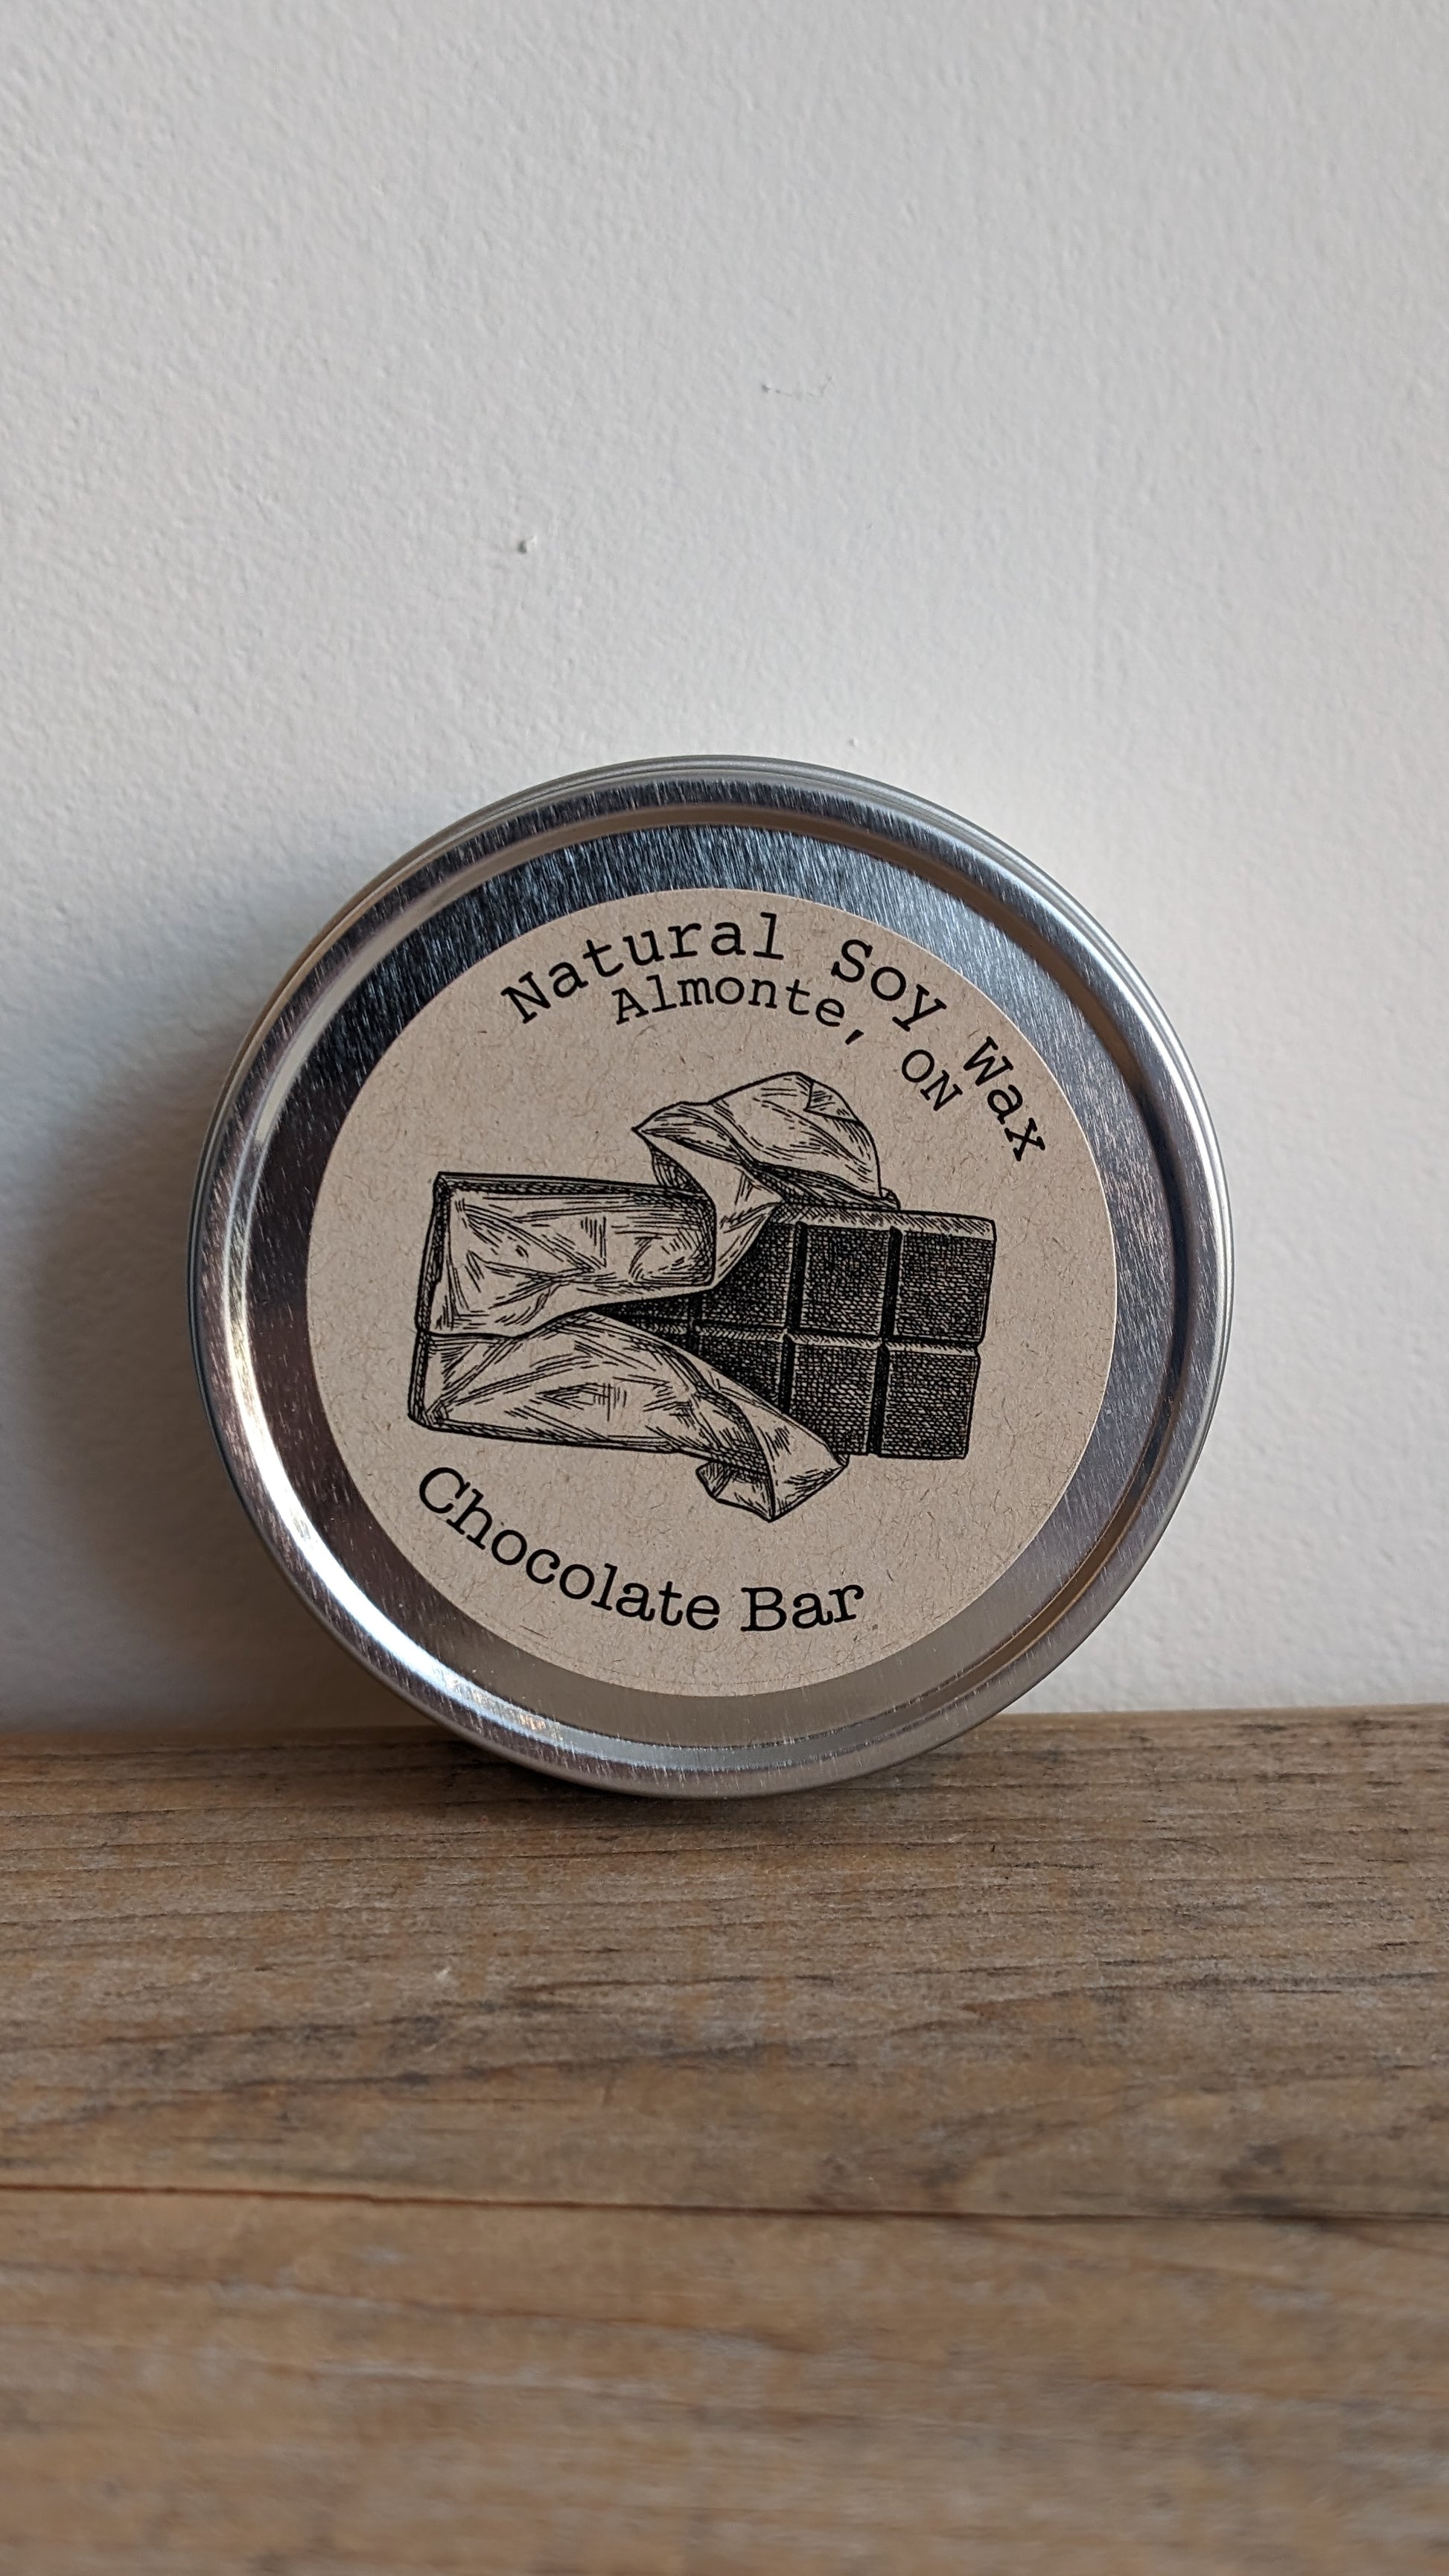 Natural Soy Wax
Almonte, ON
Chocolate Bar